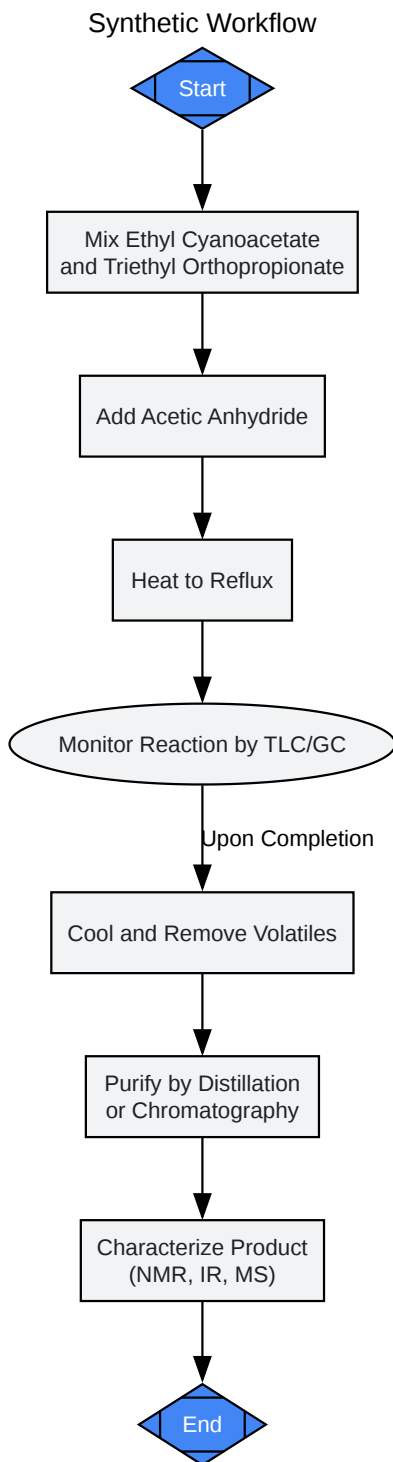 Synthetic Workflow
Start
Mix Ethyl Cyanoacetate
and Triethyl Orthopropionate
Add Acetic Anhydride
Heat to Reflux
Monitor Reaction by TLC/GC
Upon Completion
Cool and Remove Volatiles
Purify by Distillation
or Chromatography
Characterize Product
(NMR, IR, MS)
End